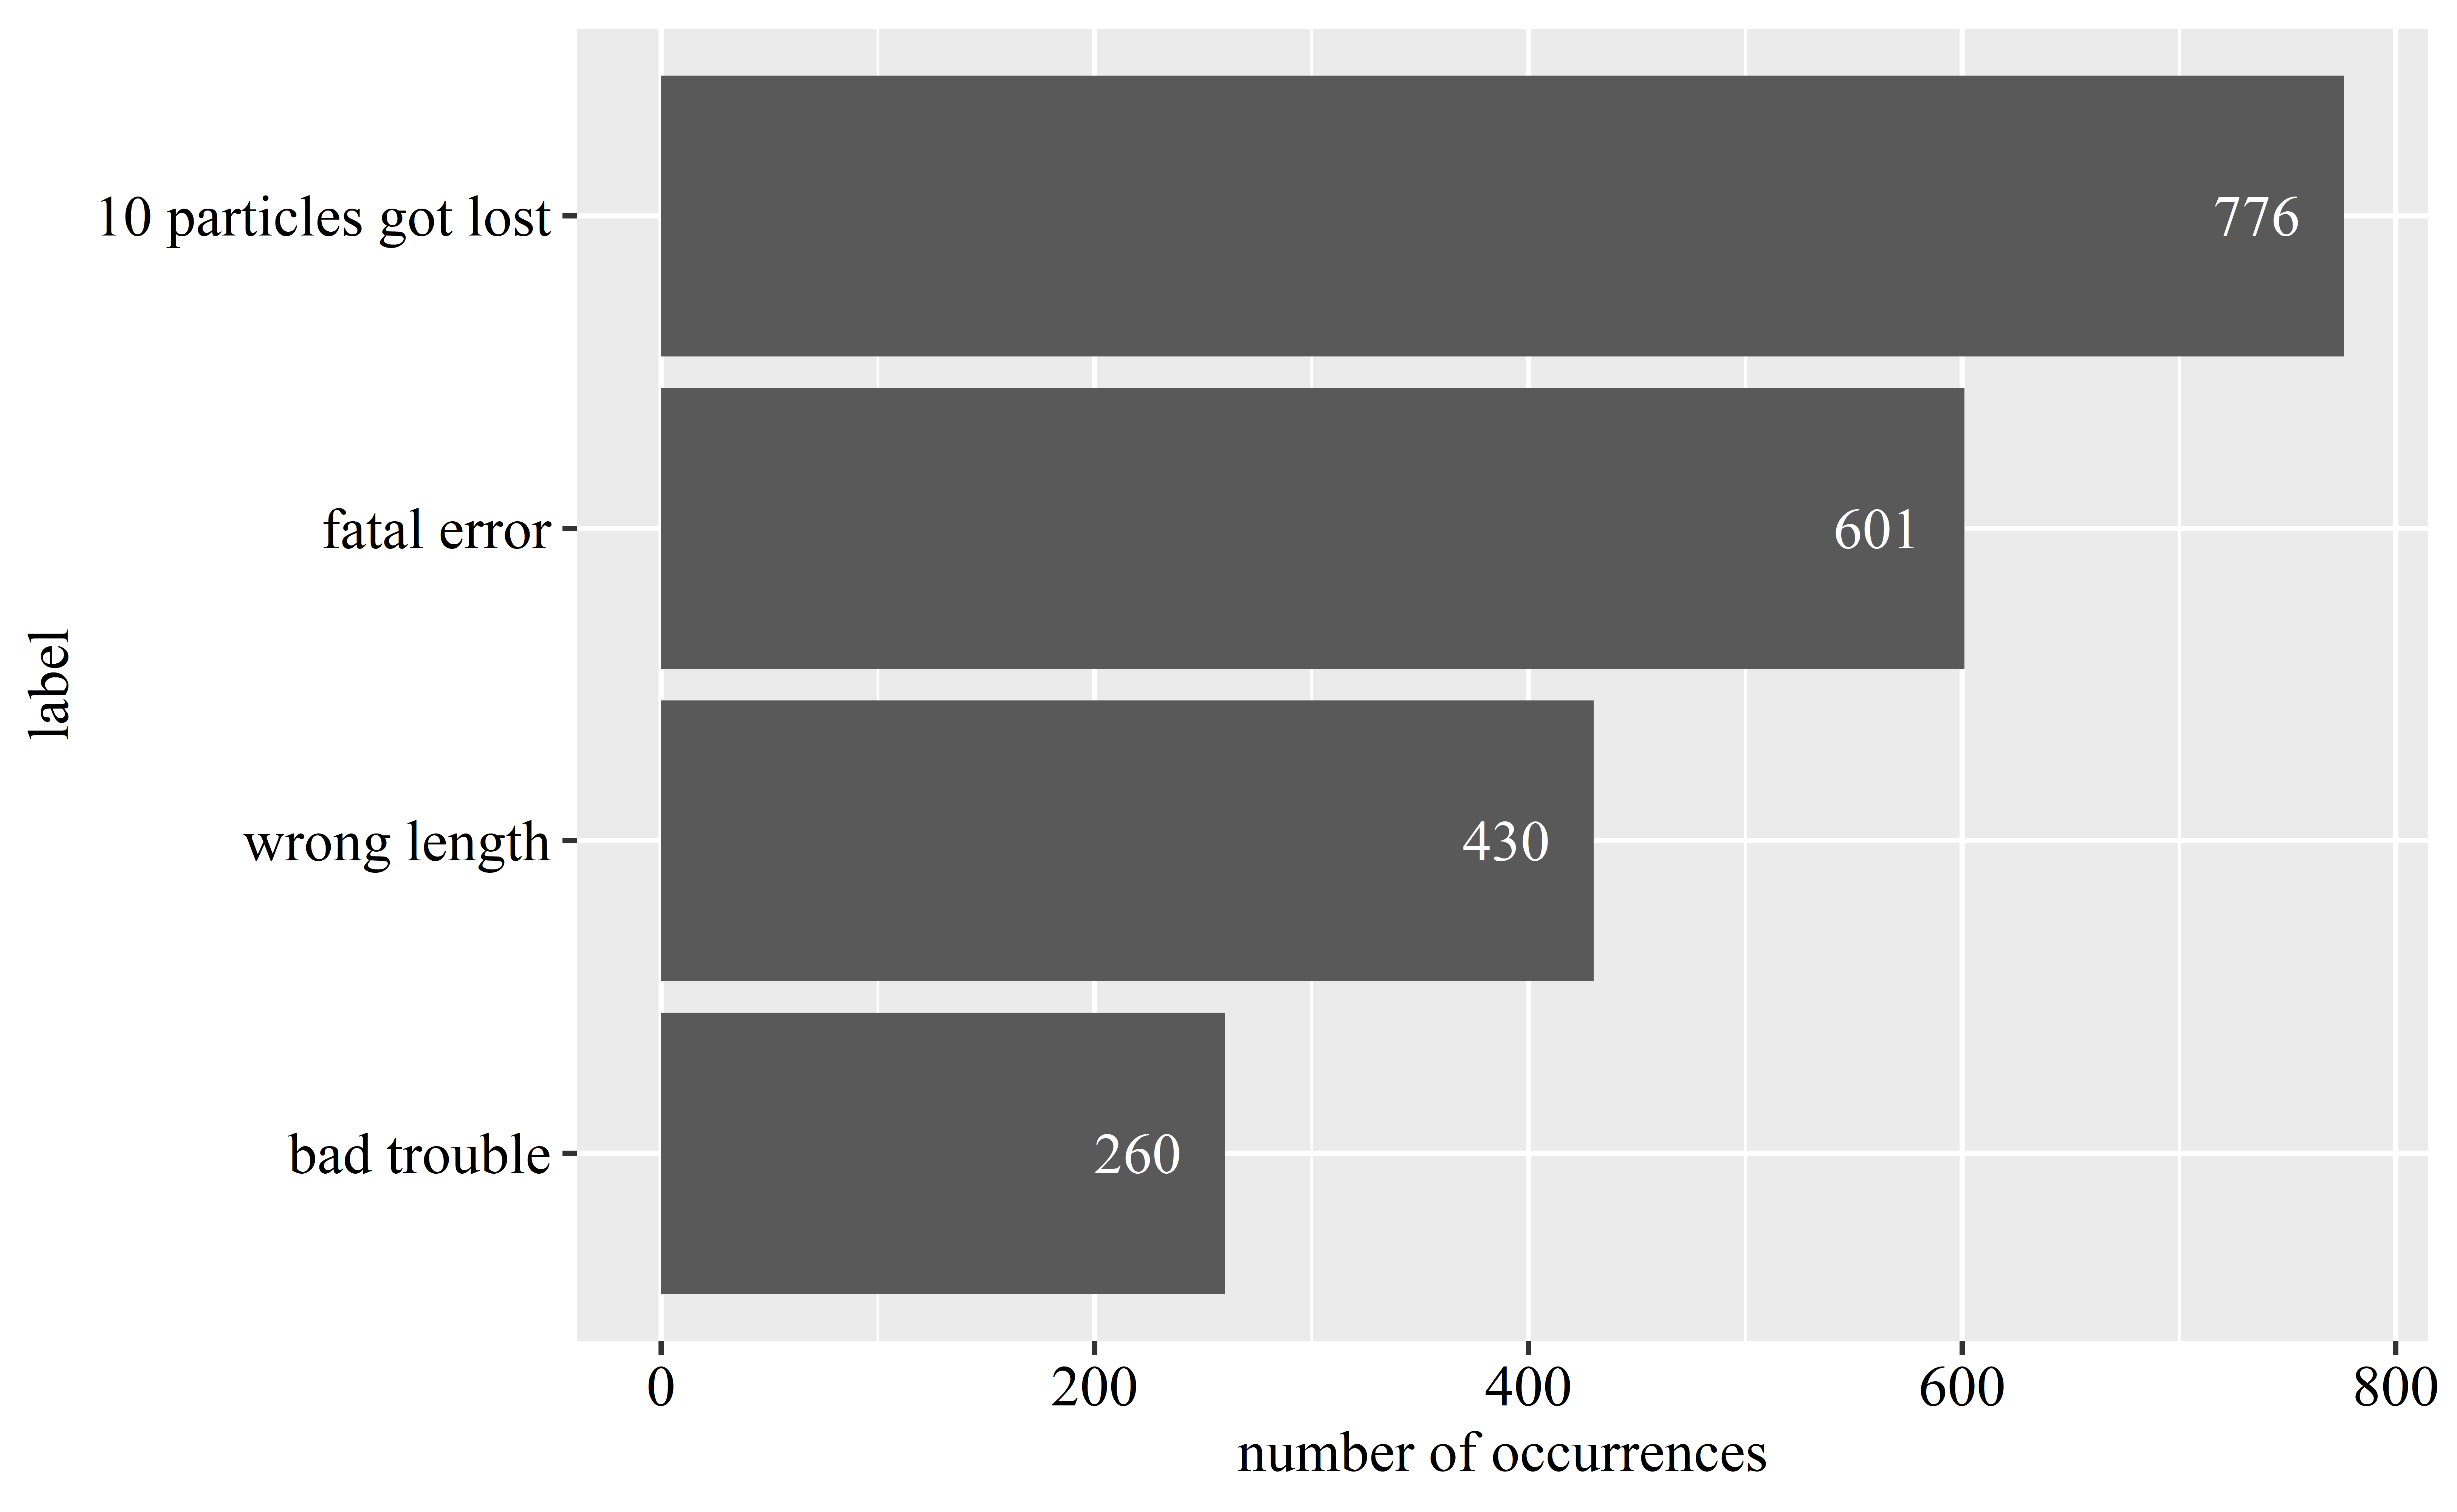 label
10 particles got lost
776
fatal error
601
wrong length
430
bad trouble
260
0 200 400 600 800
number of occurrences